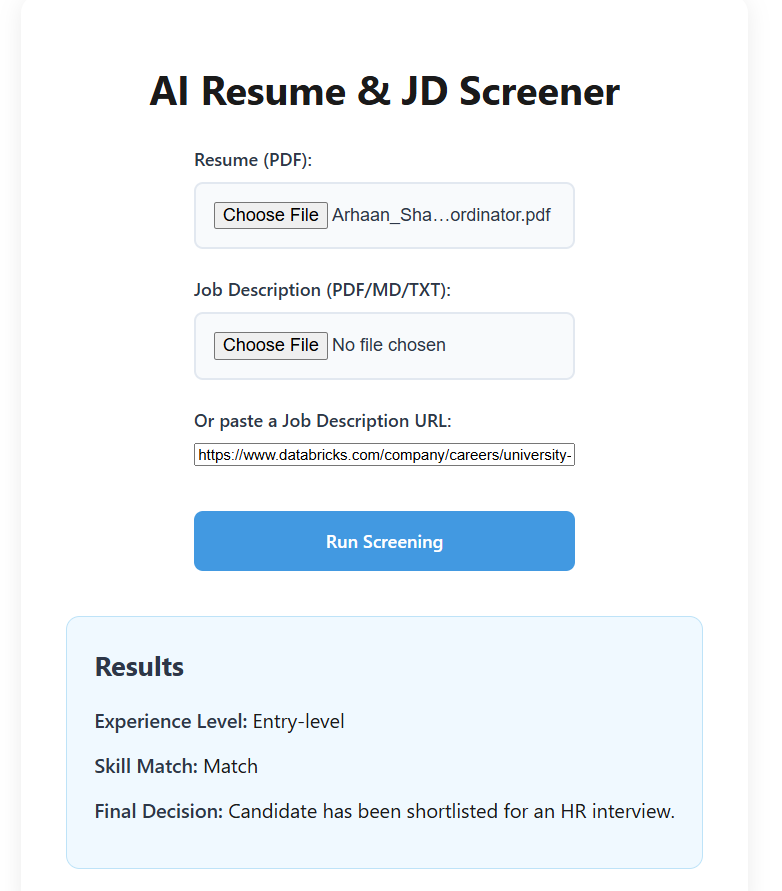 AI Resume & JD Screener
Resume (PDF):
Choose File Arhaan_Sha…ordinator.pdf
Job Description (PDF/MD/TXT):
Choose File No file chosen
Or paste a Job Description URL:
https://www.databricks.com/company/careers/university-
Run Screening
Results
Experience Level: Entry-level
Skill Match: Match
Final Decision: Candidate has been shortlisted for an HR interview.